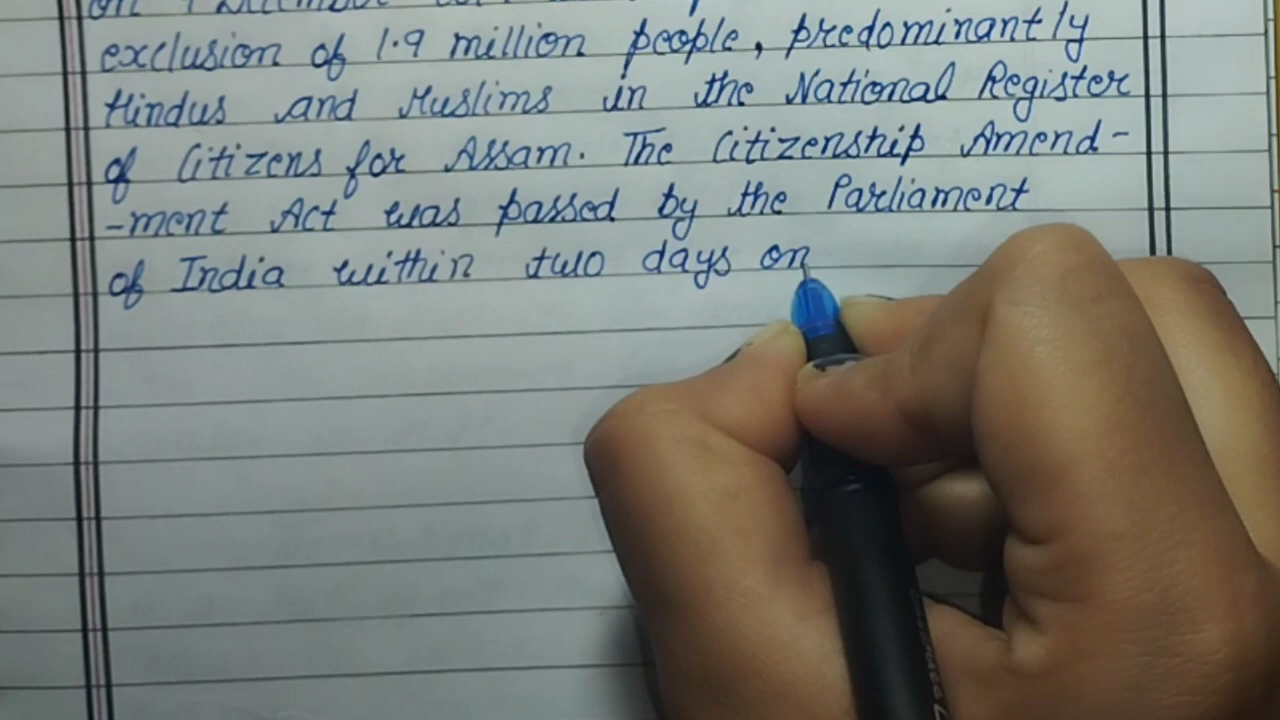 exclusion of 1.9 million people, predominantly
Hindus and Muslims in the National Register
of Citizens for Assam. The Citizenship Amend-
-ment Act was passed by the Parliament
of India within two days on